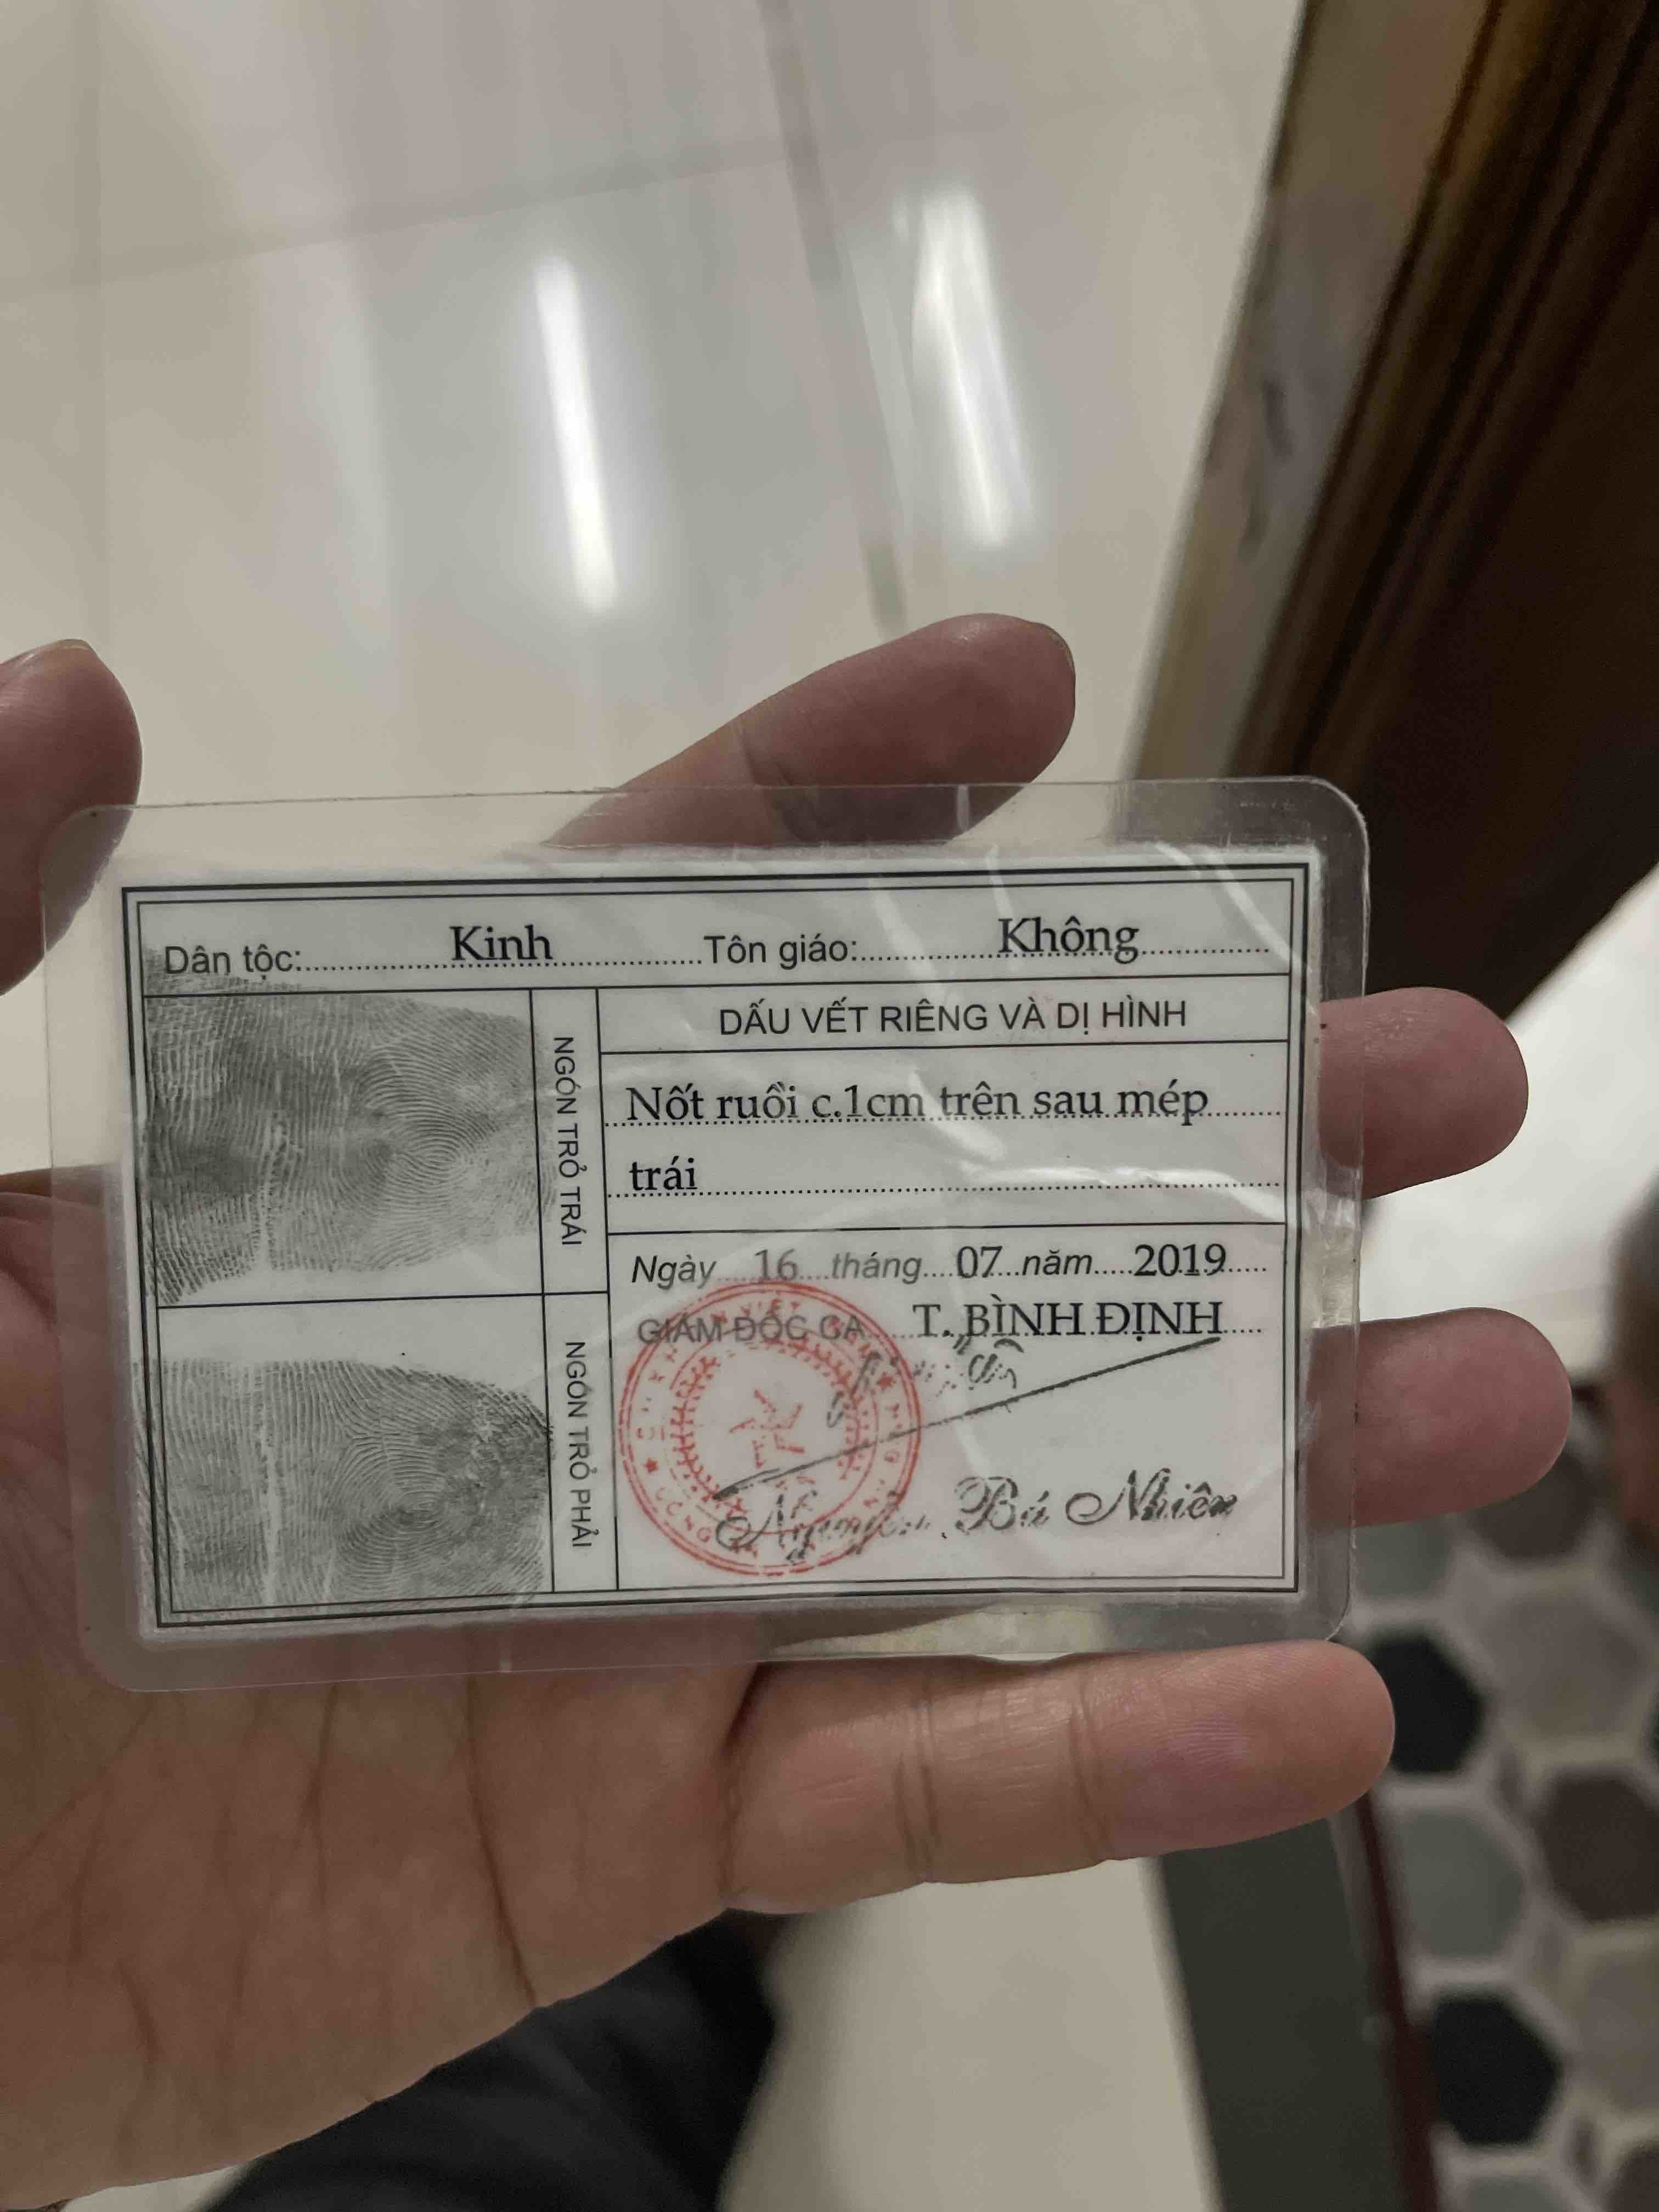 Dân tộc: Kinh Tôn giáo: Không
NGÓN TRỎ TRÁI
DẤU VẾT RIÊNG VÀ DỊ HÌNH
Nốt ruồi c.1cm trên sau mép
trái
Ngày 16 tháng 07 năm 2019
GIÁM ĐỐC CA T. BÌNH ĐỊNH
NGÓN TRỎ PHẢI
Nguyễn Bá Nhiên